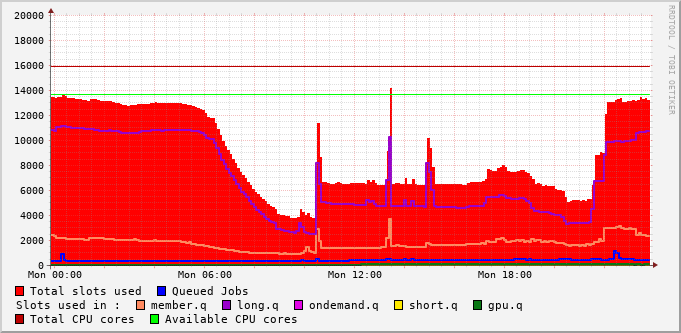 20000
18000
16000
14000
12000
10000
8000
6000
4000
2000
0
Mon 00:00 Mon 06:00 Mon 12:00 Mon 18:00
RRDTOOL / TOBI OETIKER
Total slots used Queued Jobs
Slots used in : member.q long.q ondemand.q short.q gpu.q
Total CPU cores Available CPU cores